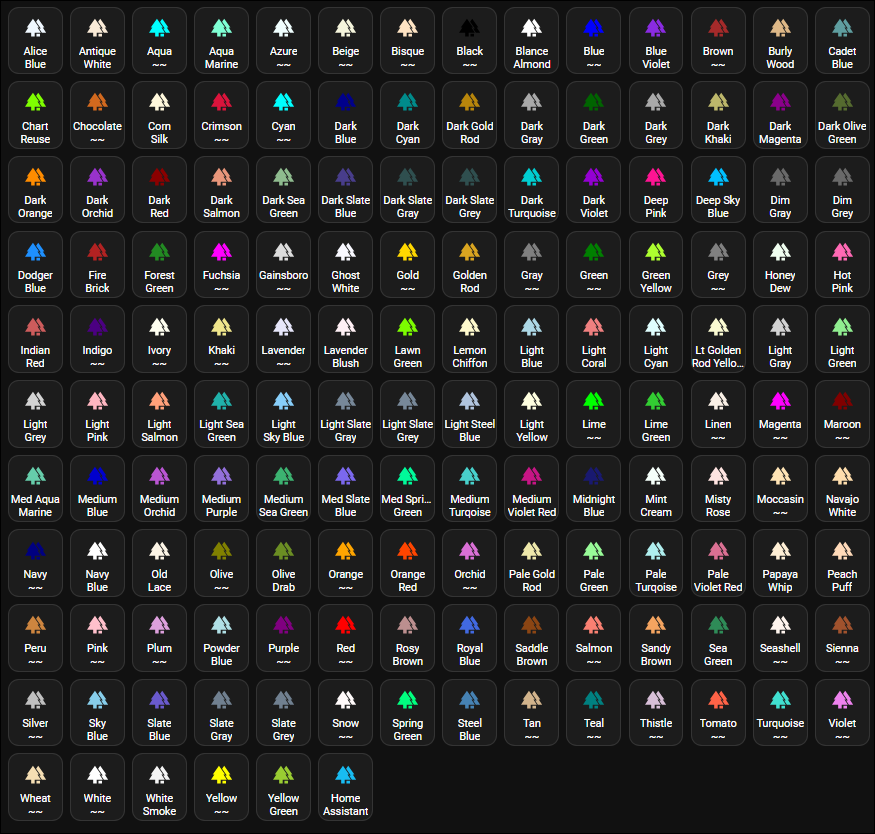 Alice
Blue
Antique
White
Aqua
~~
Aqua
Marine
Azure
~~
Beige
~~
Bisque
~~
Black
~~
Blance
Almond
Blue
~~
Blue
Violet
Brown
~~
Burly
Wood
Cadet
Blue
Chart
Reuse
Chocolate
~~
Corn
Silk
Crimson
~~
Cyan
~~
Dark
Blue
Dark
Cyan
Dark Gold
Rod
Dark
Gray
Dark
Green
Dark
Grey
Dark
Khaki
Dark
Magenta
Dark Olive
Green
Dark
Orange
Dark
Orchid
Dark
Red
Dark
Salmon
Dark Sea
Green
Dark Slate
Blue
Dark Slate
Gray
Dark Slate
Grey
Dark
Turquoise
Dark
Violet
Deep
Pink
Deep Sky
Blue
Dim
Gray
Dim
Grey
Dodger
Blue
Fire
Brick
Forest
Green
Fuchsia
~~
Gainsboro
~~
Ghost
White
Gold
~~
Golden
Rod
Gray
~~
Green
~~
Green
Yellow
Grey
~~
Honey
Dew
Hot
Pink
Indian
Red
Indigo
~~
Ivory
~~
Khaki
~~
Lavender
~~
Lavender
Blush
Lawn
Green
Lemon
Chiffon
Light
Blue
Light
Coral
Light
Cyan
Lt Golden
Rod Yello...
Light
Gray
Light
Green
Light
Grey
Light
Pink
Light
Salmon
Light Sea
Green
Light
Sky Blue
Light Slate
Gray
Light Slate
Grey
Light Steel
Blue
Light
Yellow
Lime
~~
Lime
Green
Linen
~~
Magenta
~~
Maroon
~~
Med Aqua
Marine
Medium
Blue
Medium
Orchid
Medium
Purple
Medium
Sea Green
Med Slate
Blue
Med Spri...
Green
Medium
Turqoise
Medium
Violet Red
Midnight
Blue
Mint
Cream
Misty
Rose
Moccasin
~~
Navajo
White
Navy
~~
Navy
Blue
Old
Lace
Olive
~~
Olive
Drab
Orange
~~
Orange
Red
Orchid
~~
Pale Gold
Rod
Pale
Green
Pale
Turqoise
Pale
Violet Red
Papaya
Whip
Peach
Puff
Peru
~~
Pink
~~
Plum
~~
Powder
Blue
Purple
~~
Red
~~
Rosy
Brown
Royal
Blue
Saddle
Brown
Salmon
~~
Sandy
Brown
Sea
Green
Seashell
~~
Sienna
~~
Silver
~~
Sky
Blue
Slate
Blue
Slate
Gray
Slate
Grey
Snow
~~
Spring
Green
Steel
Blue
Tan
~~
Teal
~~
Thistle
~~
Tomato
~~
Turquoise
~~
Violet
~~
Wheat
~~
White
~~
White
Smoke
Yellow
~~
Yellow
Green
Home
Assistant